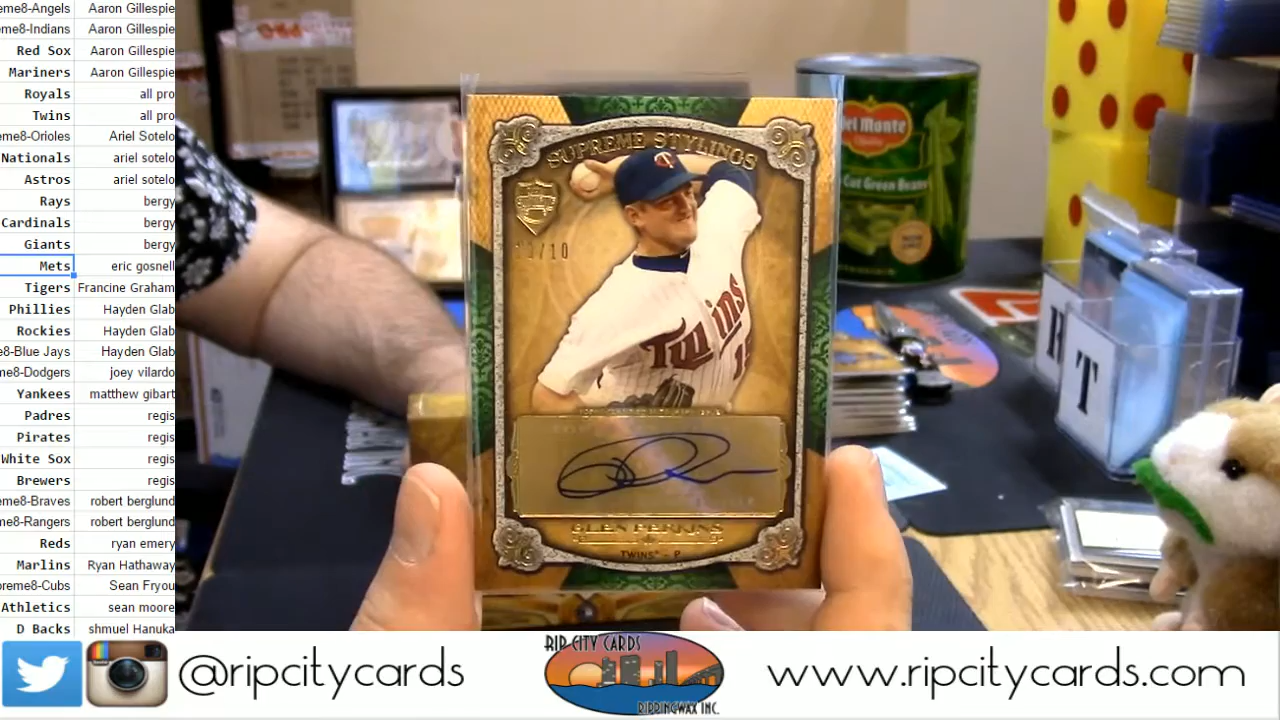 eme8-Angels Aaron Gillespie
eme8-Indians Aaron Gillespie
Red Sox Aaron Gillespie
Mariners Aaron Gillespie
Royals all pro
Twins all pro
eme8-Orioles Ariel Sotelo
Nationals ariel sotelo
Astros ariel sotelo
Rays bergy
Cardinals bergy
Giants bergy
Mets eric gosnell
Tigers Francine Graham
Phillies Hayden Glab
Rockies Hayden Glab
e8-Blue Jays Hayden Glab
me8-Dodgers joey vilardo
Yankees matthew gibart
Padres regis
Pirates regis
White Sox regis
Brewers regis
eme8-Braves robert berglund
me8-Rangers robert berglund
Reds ryan emery
Marlins Ryan Hathaway
preme8-Cubs Sean Fryou
Athletics sean moore
D Backs shmuel Hanuka
SUPREME STYLINGS
/10
Twins
15
GLEN PERKINS
TWINS® - P
del Monte
Cut Green Beans
R
T
@ripcitycards
RIP CITY CARDS
RIPPINGWAX INC.
www.ripcitycards.com